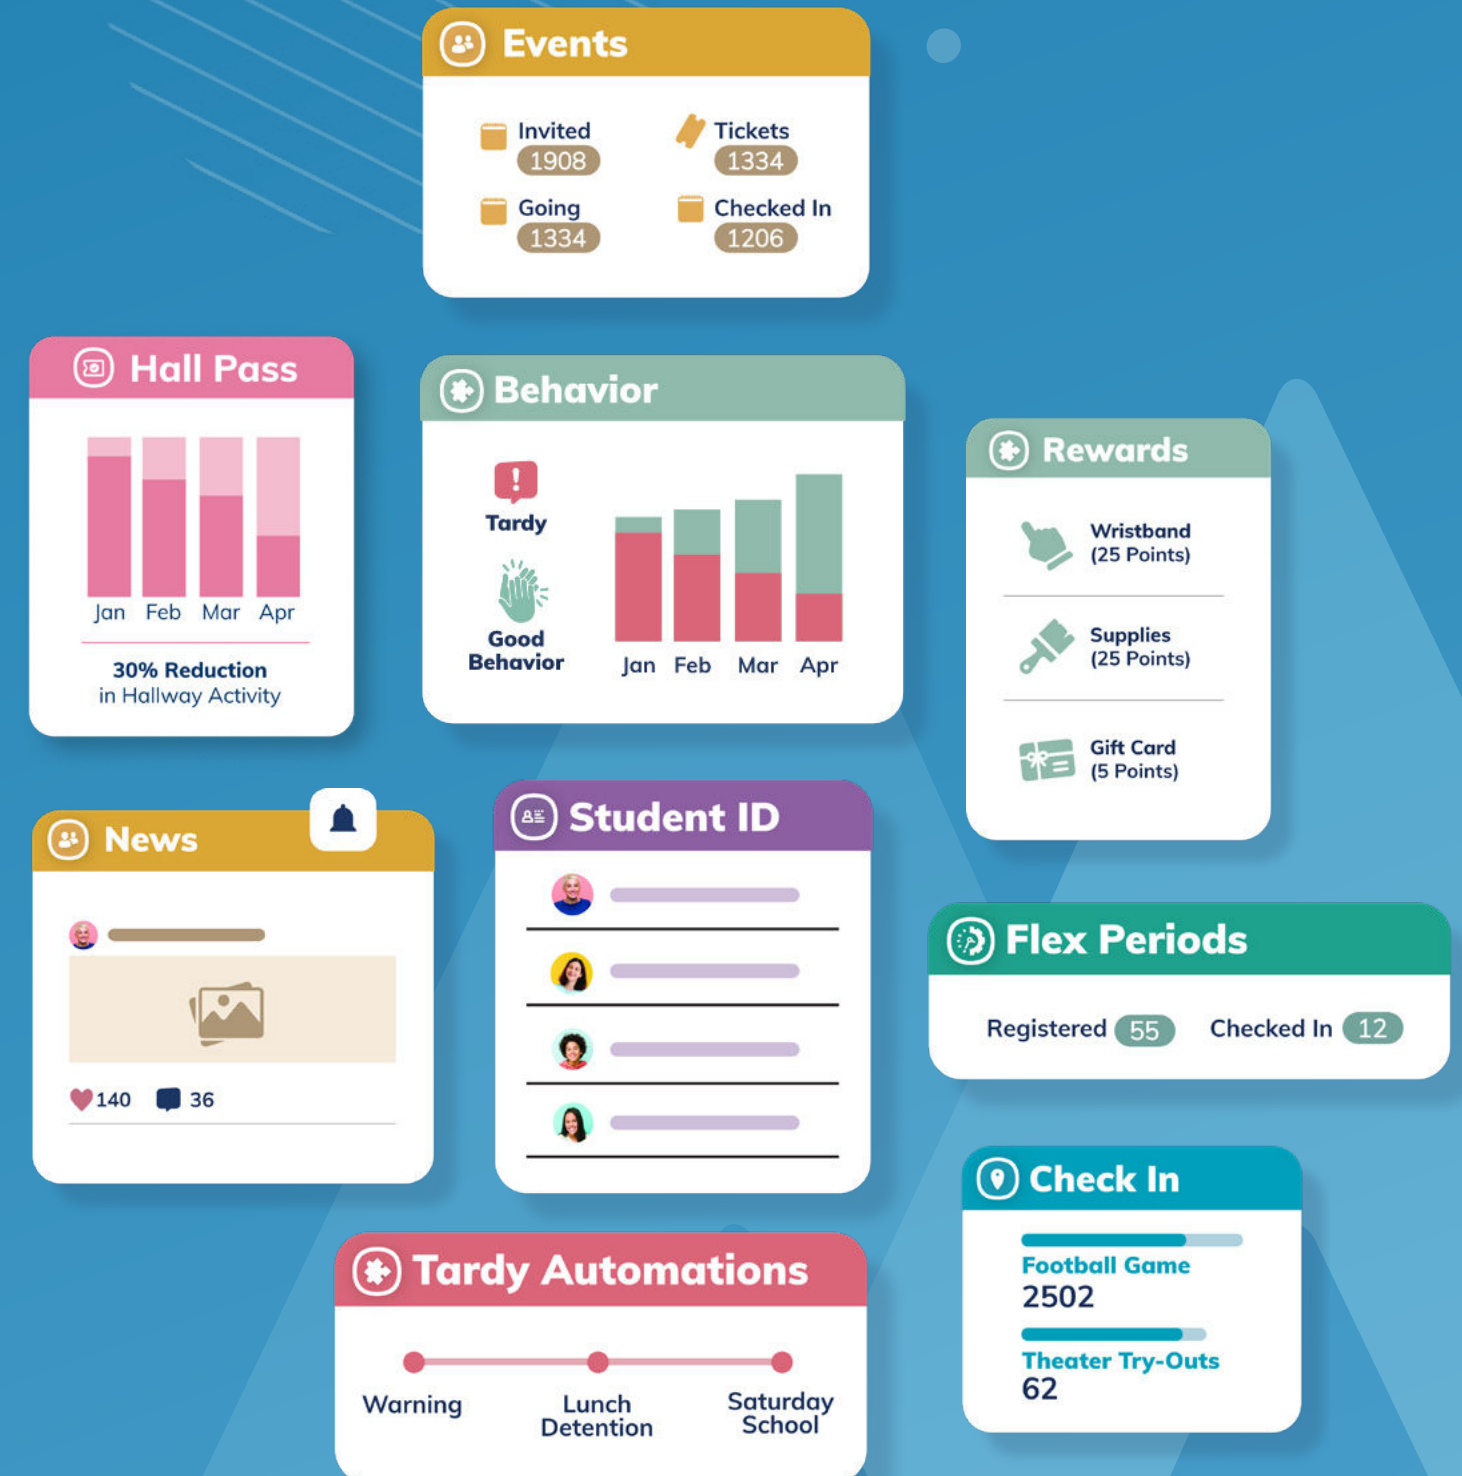 Events
Invited
1908
Tickets
1334
Going
1334
Checked In
1206
Hall Pass
Jan Feb Mar Apr
30% Reduction
in Hallway Activity
Behavior
!
Tardy
Good
Behavior
Jan Feb Mar Apr
Rewards
Wristband
(25 Points)
Supplies
(25 Points)
Gift Card
(5 Points)
News
140 36
Student ID
Flex Periods
Registered 55 Checked In 12
Tardy Automations
Warning
Lunch
Detention
Saturday
School
Check In
Football Game
2502
Theater Try-Outs
62